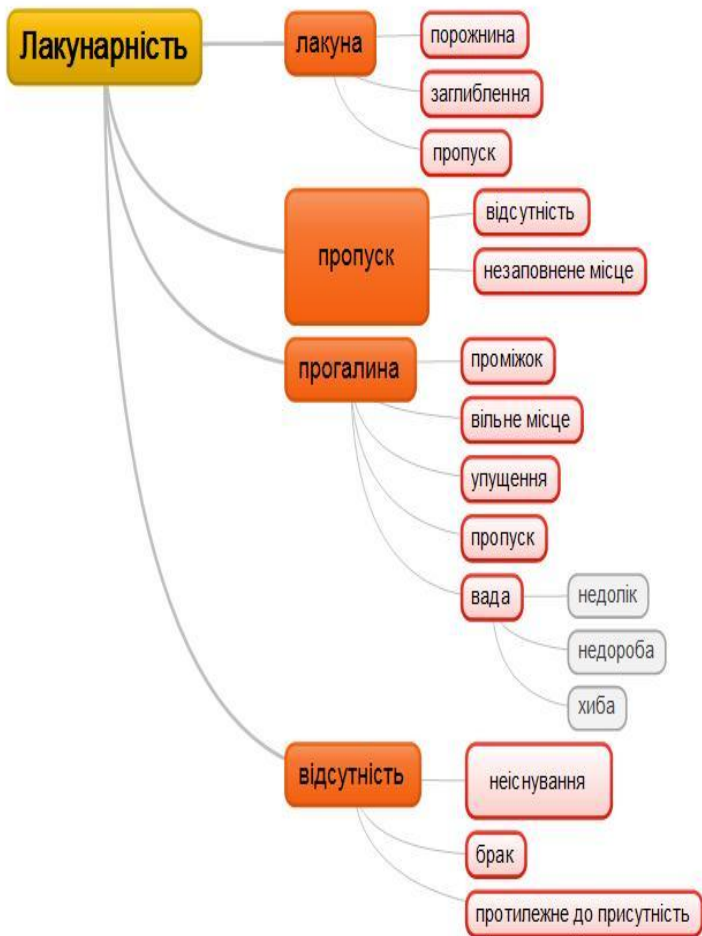 Лакунарність
лакуна
порожнина
заглиблення
пропуск
пропуск
відсутність
незаповнене місце
прогалина
проміжок
вільне місце
упущення
пропуск
вада
недолік
недороба
хиба
відсутність
неіснування
брак
протилежне до присутність